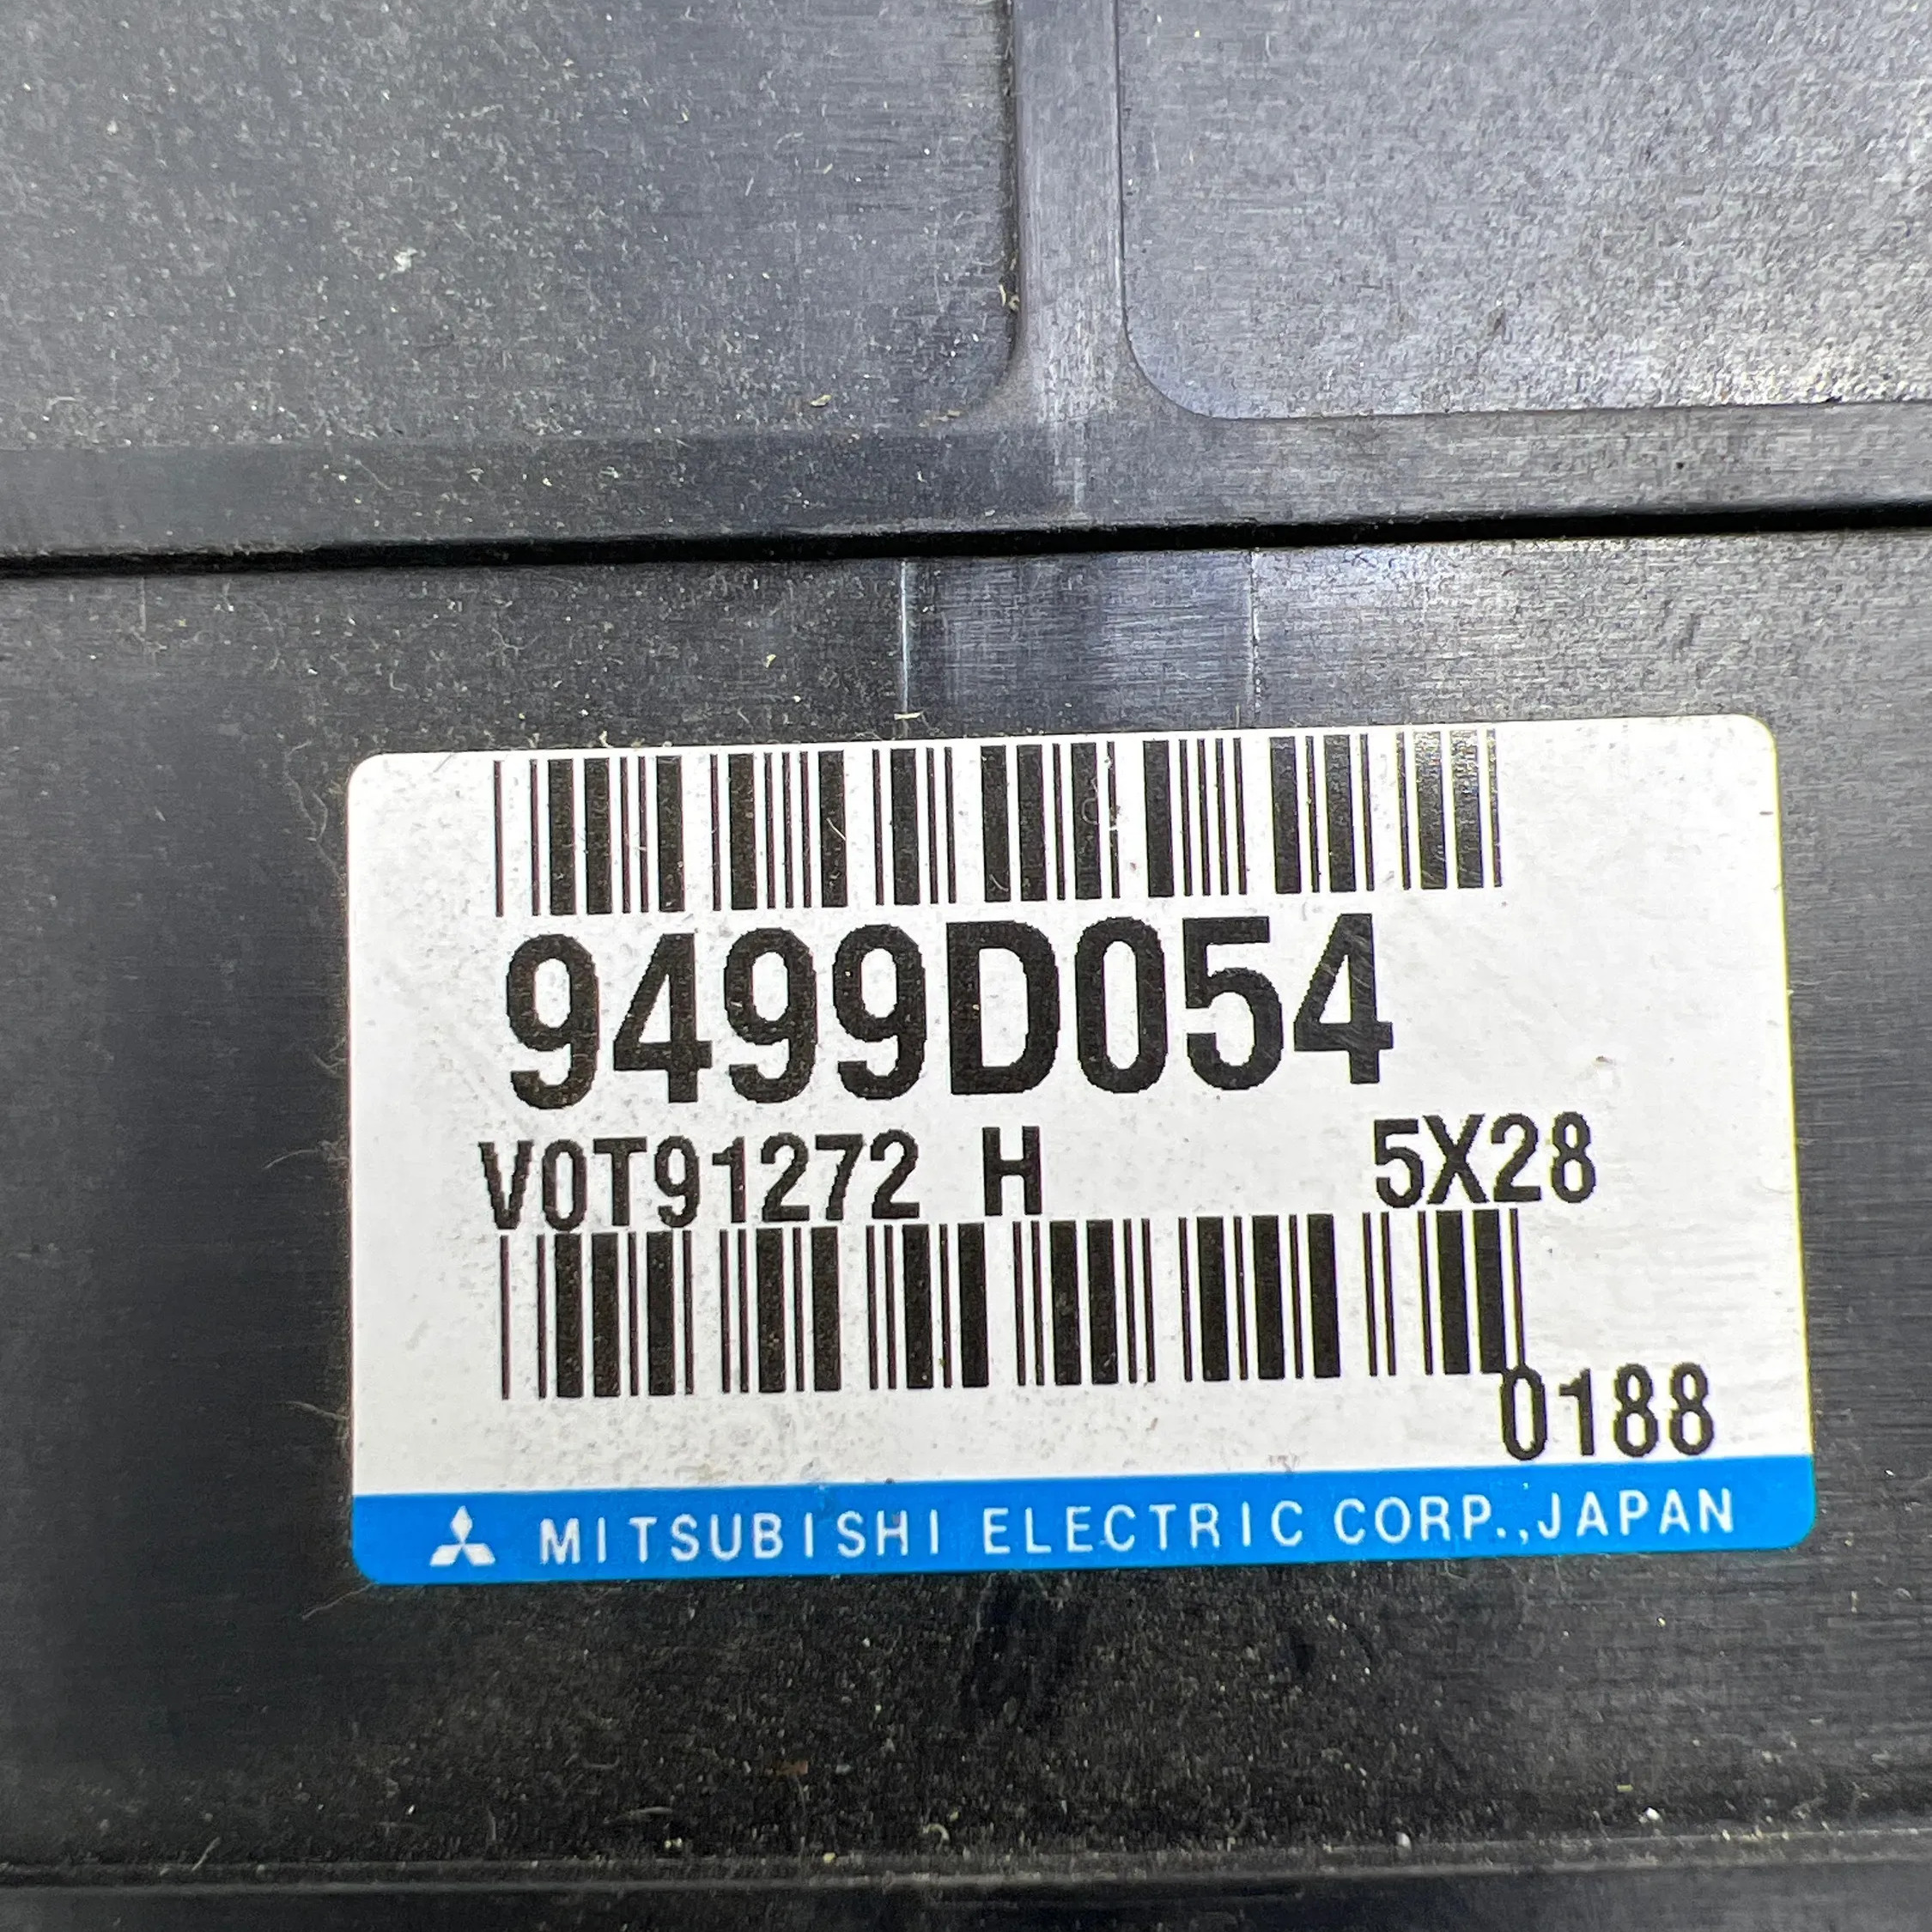 9499D054
V0T91272 H 5X28
0188
MITSUBISHI ELECTRIC CORP.,JAPAN